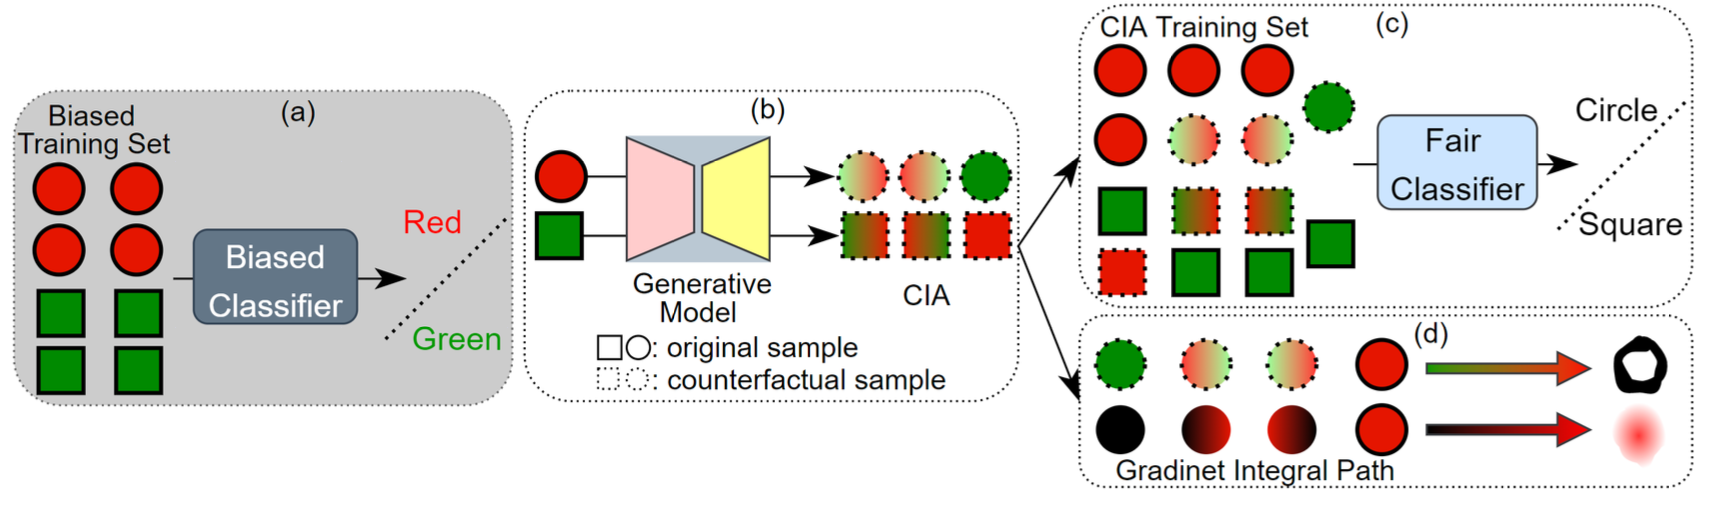 (a)
Biased
Training Set
Biased
Classifier
Red
Green
(b)
Generative
Model
CIA
: original sample
: counterfactual sample
CIA Training Set
(c)
Fair
Classifier
Circle
Square
(d)
Gradinet Integral Path